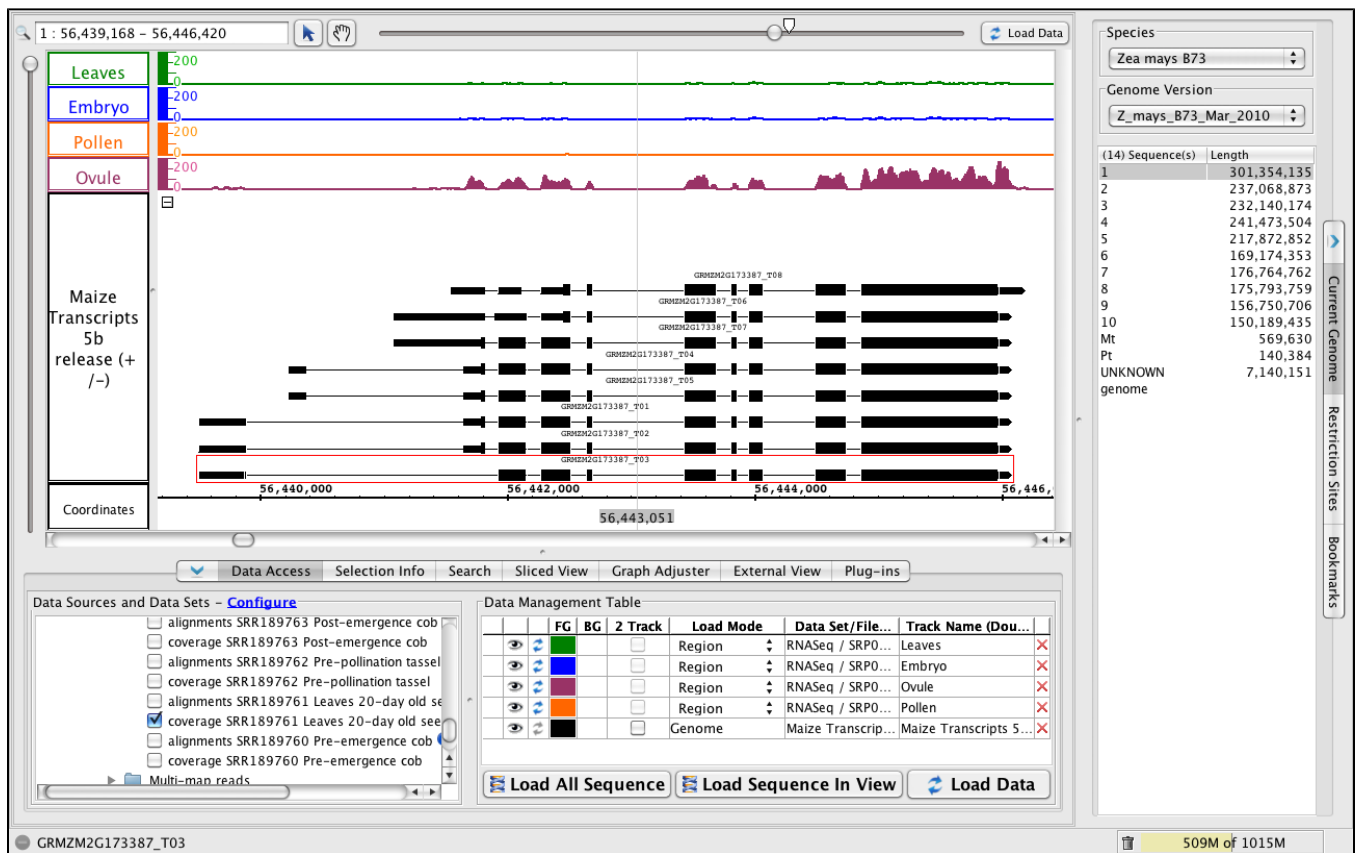 1 : 56,439,168 – 56,446,420
Load Data
Leaves
200
0
Embryo
200
0
Pollen
200
0
Ovule
200
0
Maize
Transcripts
5b
release (+
/-)
GRMZM2G173387_T08
GRMZM2G173387_T06
GRMZM2G173387_T07
GRMZM2G173387_T04
GRMZM2G173387_T05
GRMZM2G173387_T01
GRMZM2G173387_T02
GRMZM2G173387_T03
Coordinates
56,440,000 56,442,000 56,444,000 56,446,
56,443,051
Data Access Selection Info Search Sliced View Graph Adjuster External View Plug-ins
Data Sources and Data Sets – Configure
alignments SRR189763 Post-emergence cob
coverage SRR189763 Post-emergence cob
alignments SRR189762 Pre-pollination tassel
coverage SRR189762 Pre-pollination tassel
alignments SRR189761 Leaves 20-day old se
coverage SRR189761 Leaves 20-day old see
alignments SRR189760 Pre-emergence cob
coverage SRR189760 Pre-emergence cob
Multi-map reads
Data Management Table
FG BG 2 Track Load Mode Data Set/File... Track Name (Dou...
Region RNASeq / SRP0... Leaves
Region RNASeq / SRP0... Embryo
Region RNASeq / SRP0... Ovule
Region RNASeq / SRP0... Pollen
Genome Maize Transcrip... Maize Transcripts 5...
Load All Sequence Load Sequence In View Load Data
Species
Zea mays B73
Genome Version
Z_mays_B73_Mar_2010
(14) Sequence(s) Length
1 301,354,135
2 237,068,873
3 232,140,174
4 241,473,504
5 217,872,852
6 169,174,353
7 176,764,762
8 175,793,759
9 156,750,706
10 150,189,435
Mt 569,630
Pt 140,384
UNKNOWN 7,140,151
genome
Current Genome
Restriction Sites
Bookmarks
GRMZM2G173387_T03
509M of 1015M